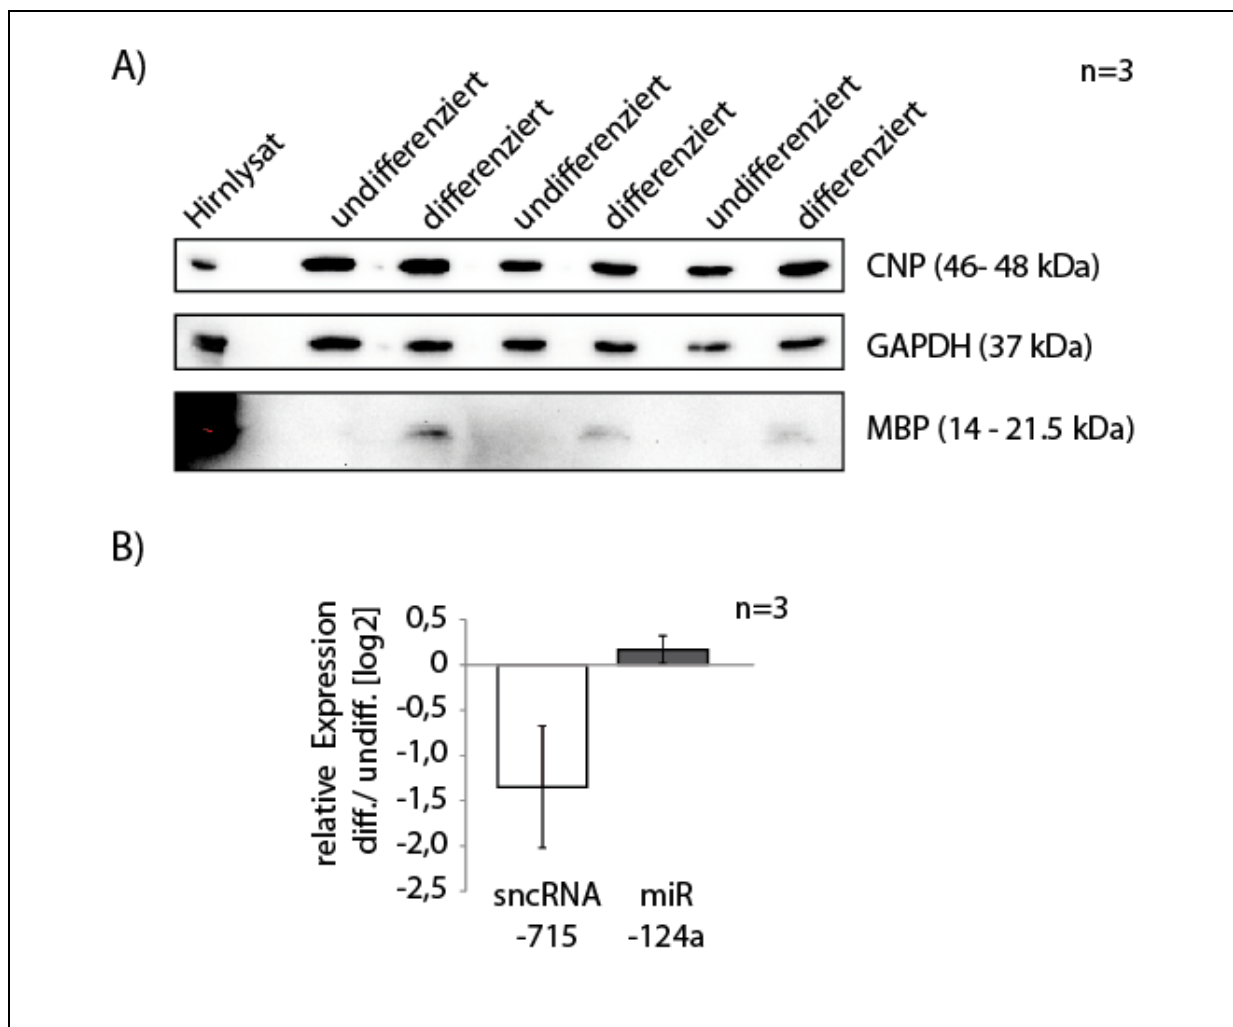 A)
n=3
Hirnlysat
undifferenziert
differenziert
undifferenziert
differenziert
undifferenziert
differenziert
CNP (46- 48 kDa)
GAPDH (37 kDa)
MBP (14 - 21.5 kDa)
B)
n=3
relative Expression
diff./ undiff. [log2]
0,5
0
-0,5
-1,0
-1,5
-2,0
-2,5
sncRNA
-715
miR
-124a